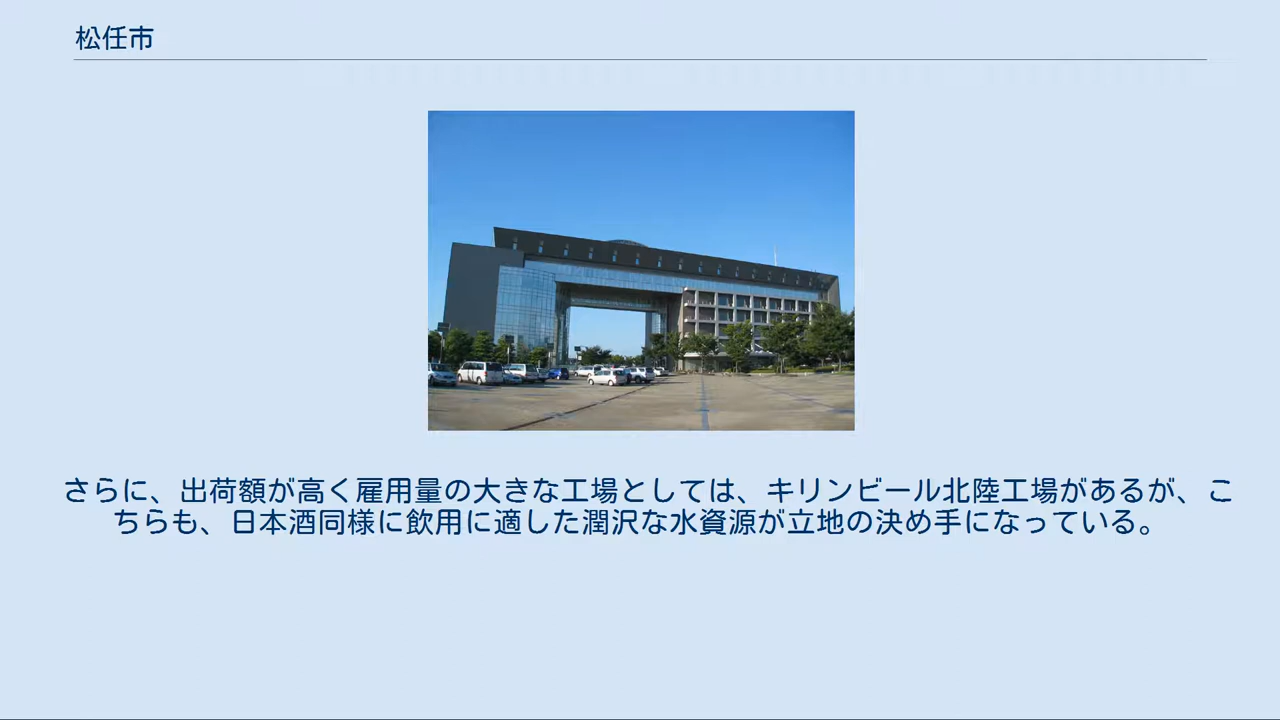 松任市
さらに、出荷額が高く雇用量の大きな工場としては、キリンビール北陸工場があるが、こ
ちらも、日本酒同様に飲用に適した潤沢な水資源が立地の決め手になっている。